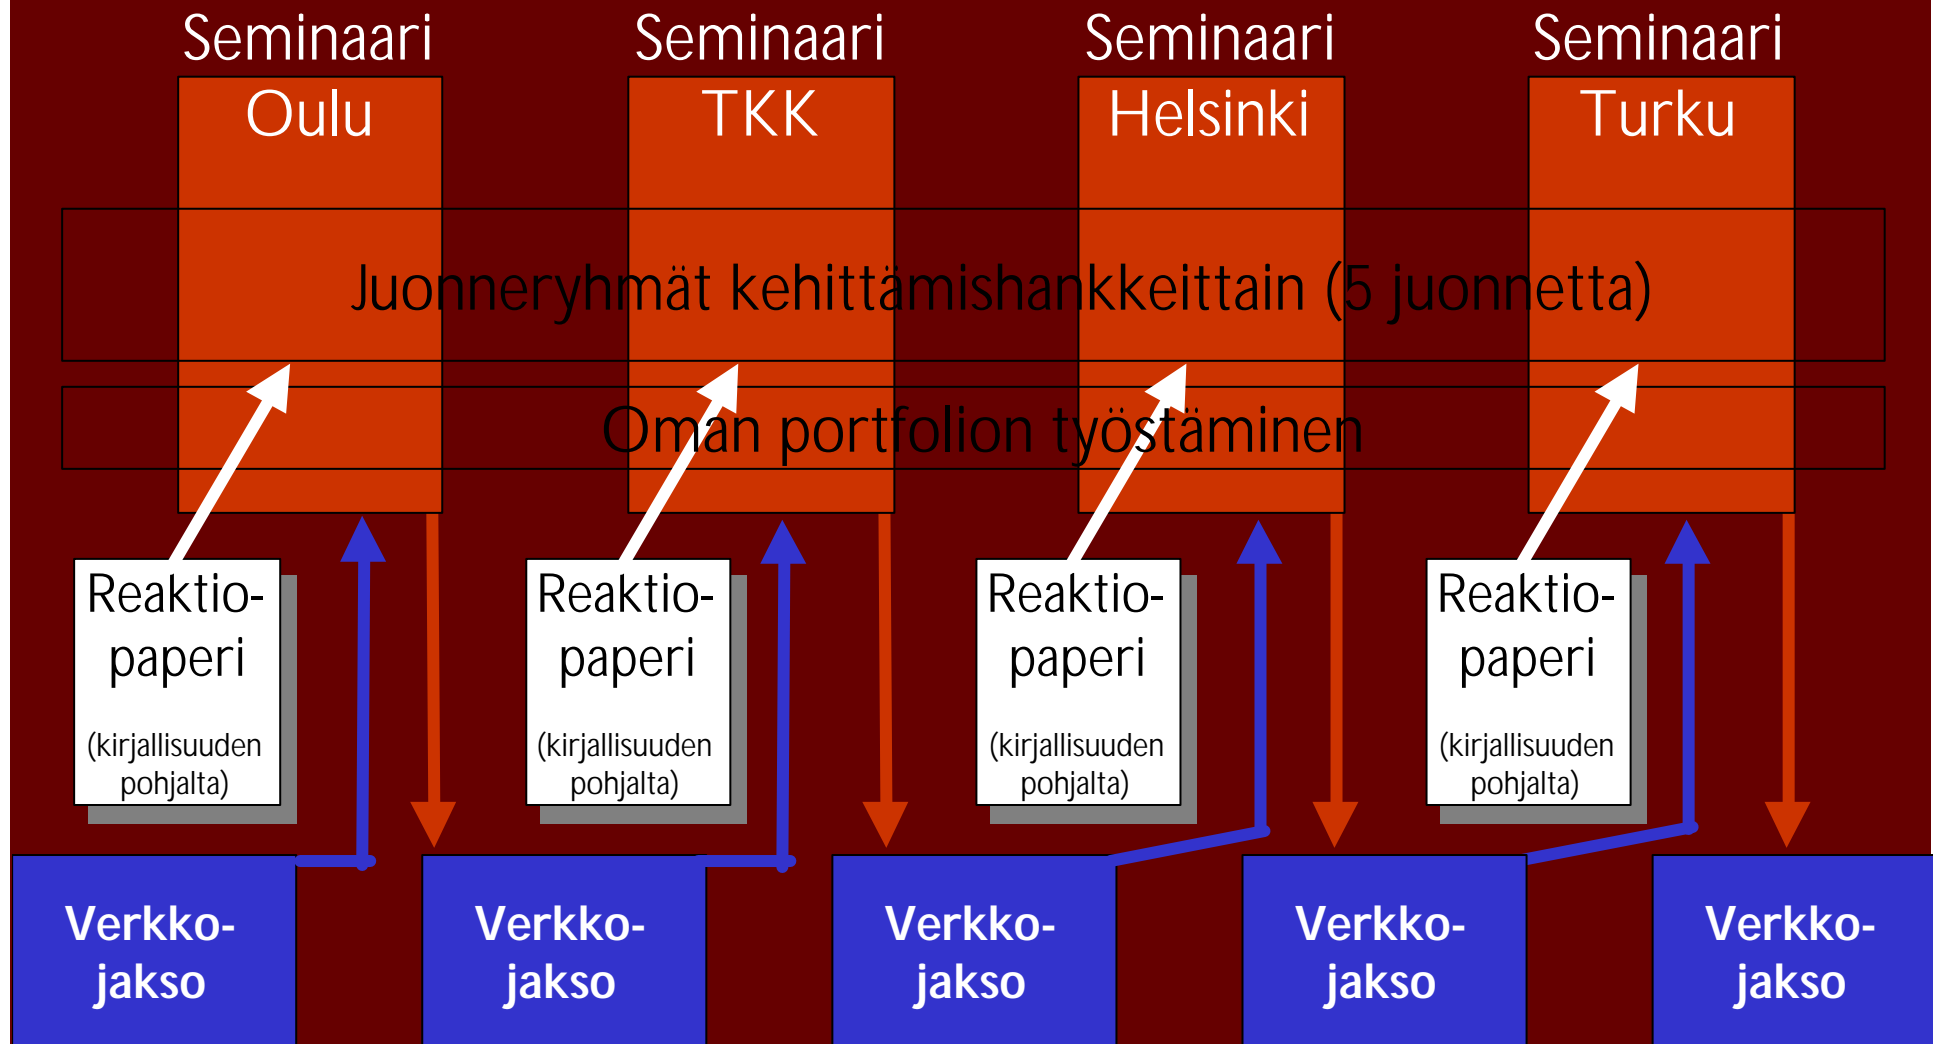 Seminaari
Oulu
Seminaari
TKK
Seminaari
Helsinki
Seminaari
Turku
Juonneryhmät kehittämishankkeittain (5 juonnetta)
Oman portfolion työstäminen
Reaktio-
paperi
(kirjallisuuden
pohjalta)
Reaktio-
paperi
(kirjallisuuden
pohjalta)
Reaktio-
paperi
(kirjallisuuden
pohjalta)
Reaktio-
paperi
(kirjallisuuden
pohjalta)
Verkko-
jakso
Verkko-
jakso
Verkko-
jakso
Verkko-
jakso
Verkko-
jakso